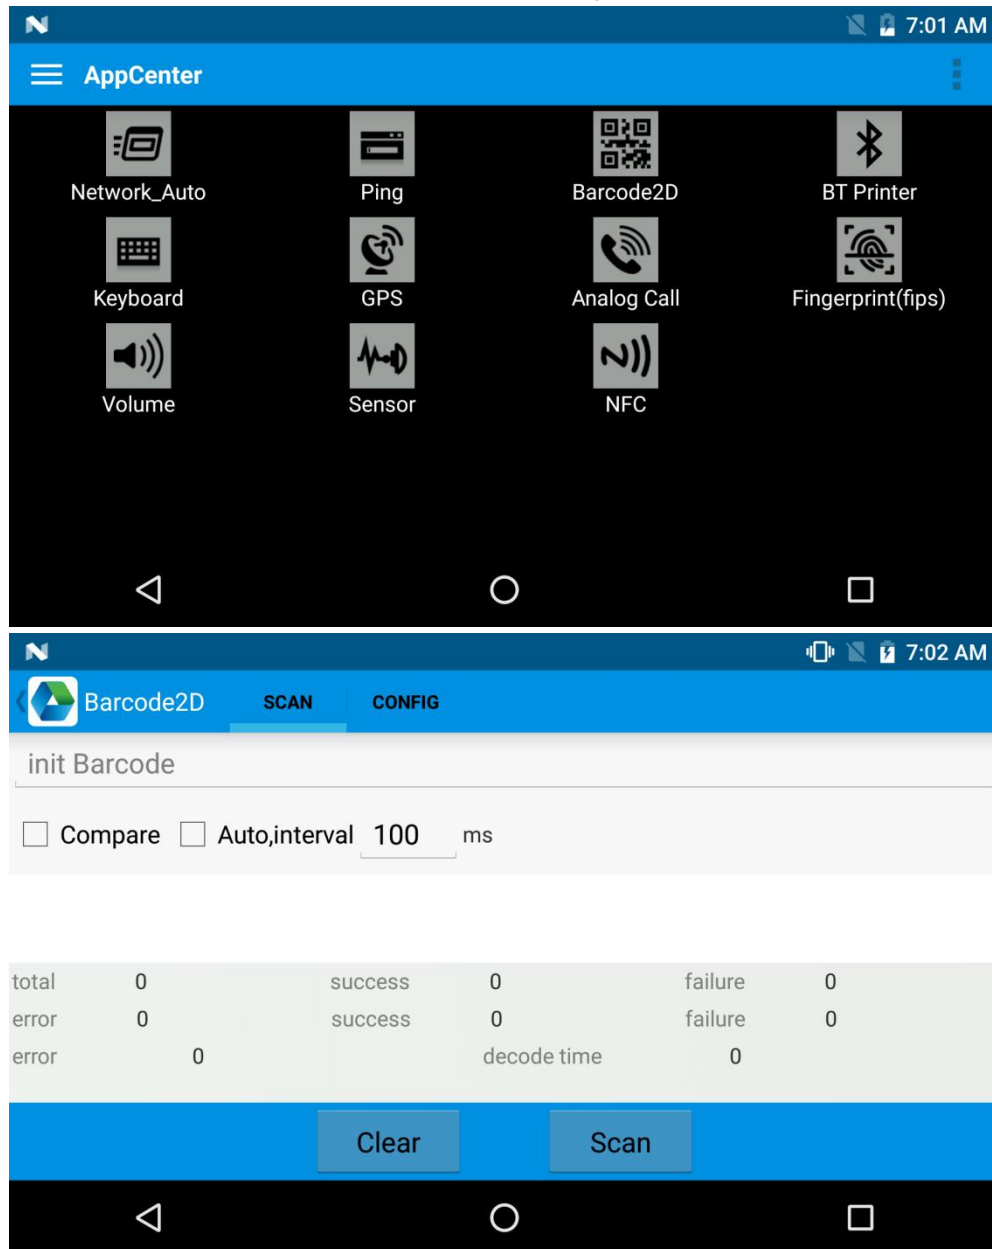 7:01 AM
AppCenter
Network_Auto Ping Barcode2D BT Printer
Keyboard GPS Analog Call Fingerprint(fips)
Volume Sensor NFC
7:02 AM
Barcode2D SCAN CONFIG
init Barcode
Compare Auto,interval 100 ms
total 0 success 0 failure 0
error 0 success 0 failure 0
error 0 decode time 0
Clear Scan